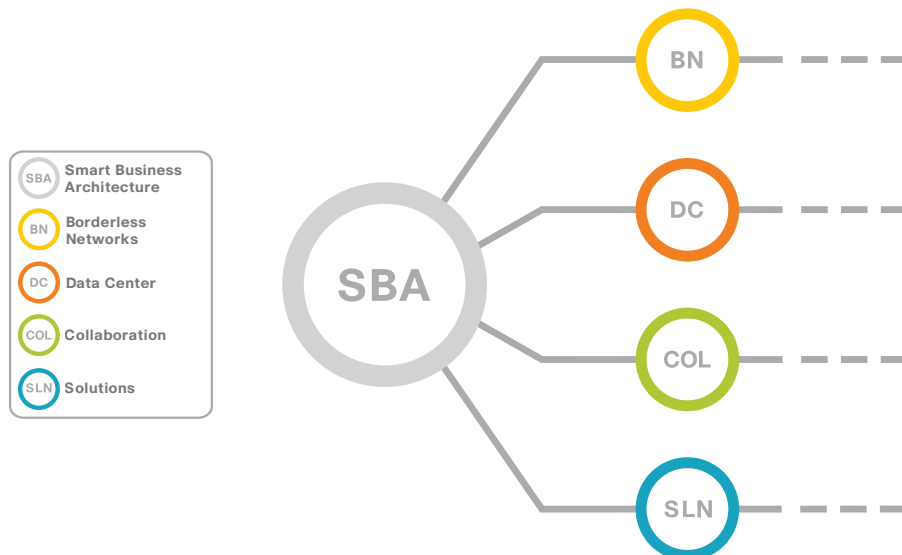 SBA
Smart Business
Architecture
BN
Borderless
Networks
DC
Data Center
COL
Collaboration
SLN
Solutions
SBA
BN
DC
COL
SLN